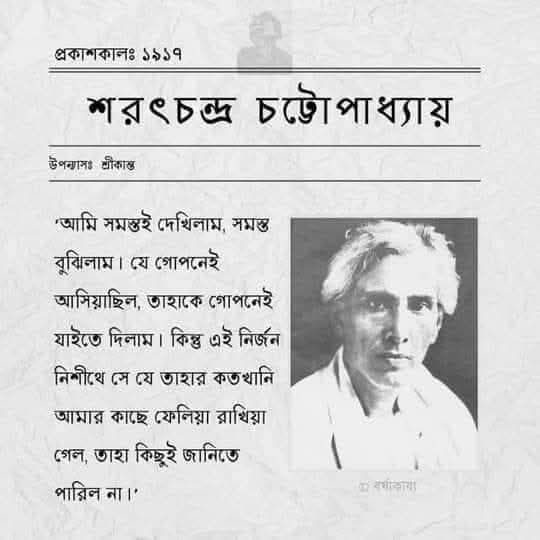 প্রকাশকালঃ ১৯১৭
শরৎচন্দ্র চট্টোপাধ্যায়
উপন্যাসঃ শ্রীকান্ত
‘আমি সমস্তই দেখিলাম, সমস্ত
বুঝিলাম। যে গোপনেই
আসিয়াছিল, তাহাকে গোপনেই
যাইতে দিলাম। কিন্তু এই নির্জন
নিশীথে সে যে তাহার কতখানি
আমার কাছে ফেলিয়া রাখিয়া
গেল, তাহা কিছুই জানিতে
পারিল না।’
© বর্ষাকাব্য